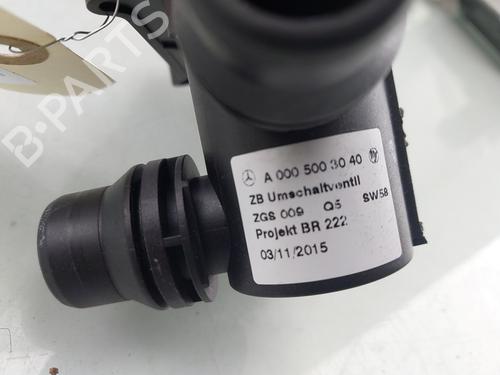 B-PARTS
A 000 500 30 40
ZB Umschaltventil
ZGS 009 Q5 SW58
Projekt BR 222
03/11/2015